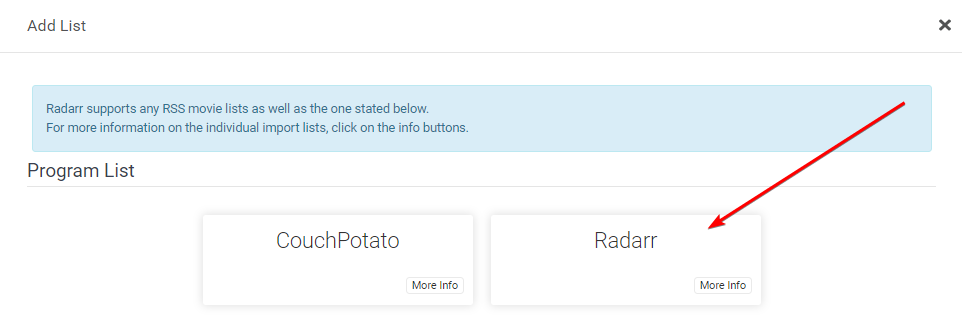 Add List
Radarr supports any RSS movie lists as well as the one stated below.
For more information on the individual import lists, click on the info buttons.
Program List
CouchPotato
More Info
Radarr
More Info